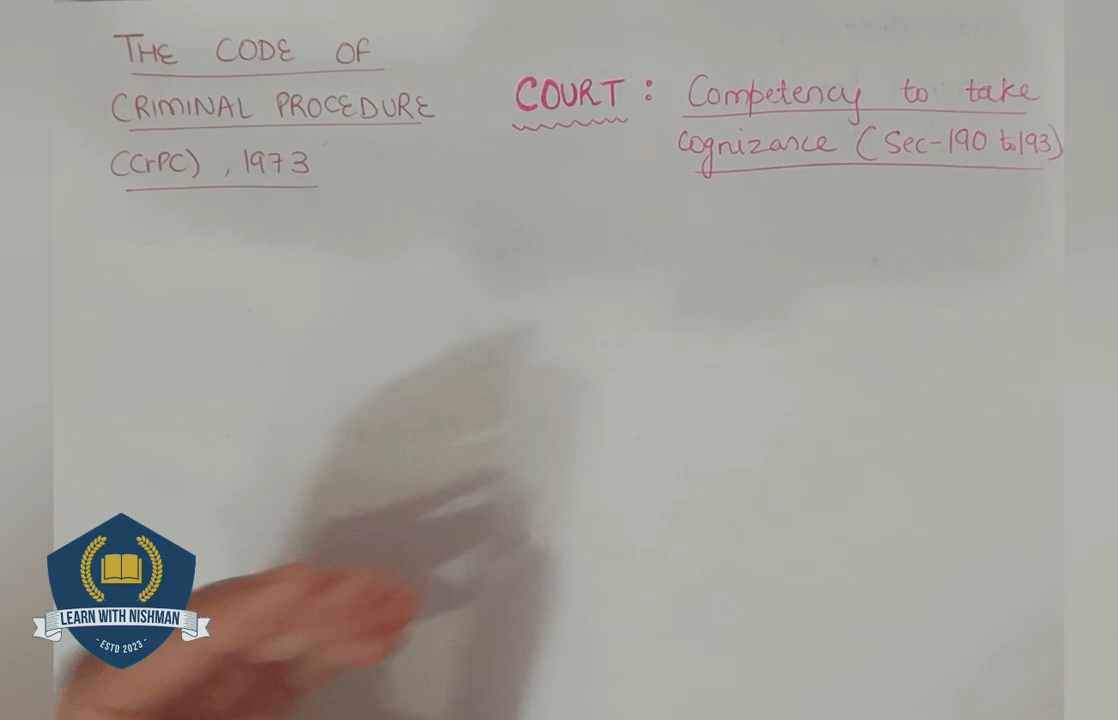 THE CODE OF
CRIMINAL PROCEDURE
(CrPC), 1973
COURT : Competency to take
cognizance (Sec-190 to 193)
LEARN WITH NISHMAN
- ESTD 2023 -